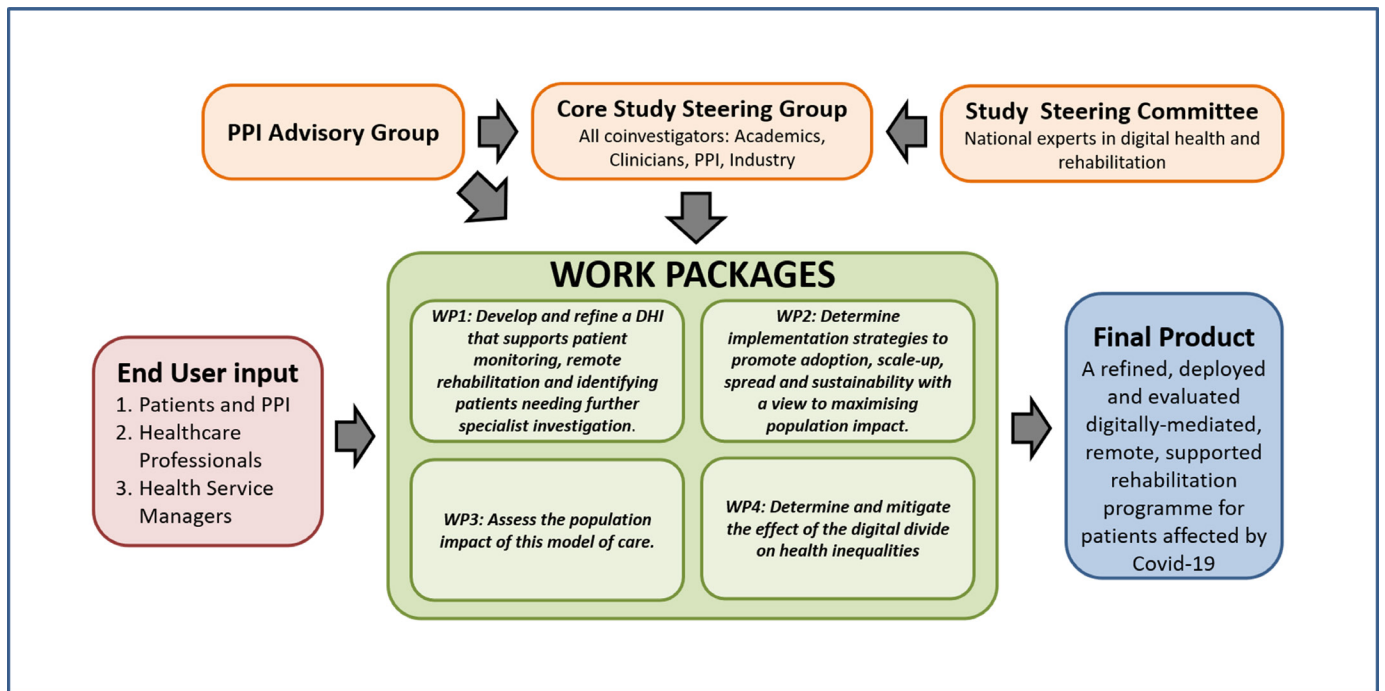 PPI Advisory Group
Core Study Steering Group
All coinvestigators: Academics,
Clinicians, PPI, Industry
Study Steering Committee
National experts in digital health and
rehabilitation
WORK PACKAGES
WP1: Develop and refine a DHI
that supports patient
monitoring, remote
rehabilitation and identifying
patients needing further
specialist investigation.
WP2: Determine
implementation strategies to
promote adoption, scale-up,
spread and sustainability with
a view to maximising
population impact.
WP3: Assess the population
impact of this model of care.
WP4: Determine and mitigate
the effect of the digital divide
on health inequalities
End User input
1. Patients and PPI
2. Healthcare
Professionals
3. Health Service
Managers
Final Product
A refined, deployed
and evaluated
digitally-mediated,
remote, supported
rehabilitation
programme for
patients affected by
Covid-19